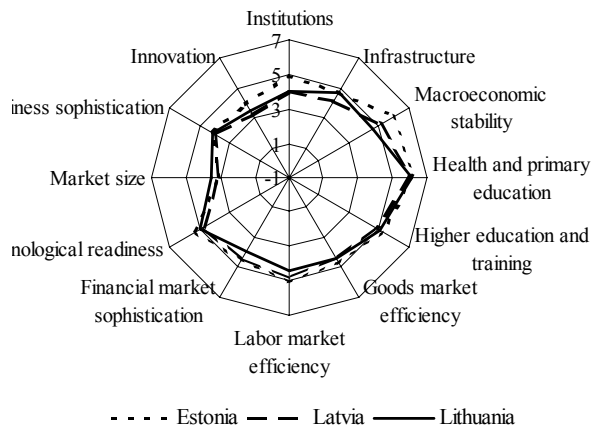 Institutions
7
Innovation
Infrastructure
5
Macroeconomic
stability
iness sophistication
3
1
Market size
-1
Health and primary
education
nological readiness
Higher education and
training
Financial market
sophistication
Goods market
efficiency
Labor market
efficiency
Estonia Latvia Lithuania